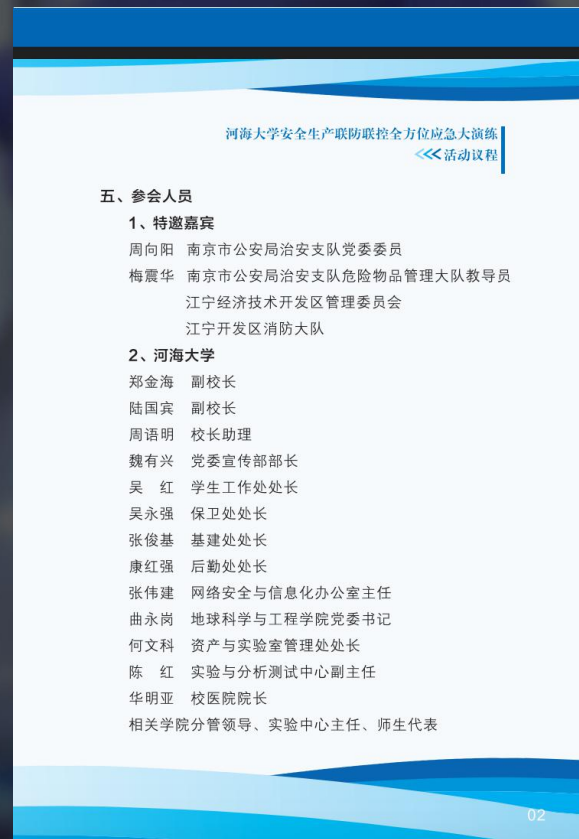 河海大学安全生产联防联控全方位应急大演练
<<<活动议程
五、参会人员
1、特邀嘉宾
周向阳 南京市公安局治安支队党委委员
梅震华 南京市公安局治安支队危险物品管理大队教导员
江宁经济技术开发区管理委员会
江宁开发区消防大队
2、河海大学
郑金海 副校长
陆国宾 副校长
周语明 校长助理
魏有兴 党委宣传部部长
吴 红 学生工作处处长
吴永强 保卫处处长
张俊基 基建处处长
康红强 后勤处处长
张伟建 网络安全与信息化办公室主任
曲永岗 地球科学与工程学院党委书记
何文科 资产与实验室管理处处长
陈 红 实验与分析测试中心副主任
华明亚 校医院院长
相关学院分管领导、实验中心主任、师生代表
02